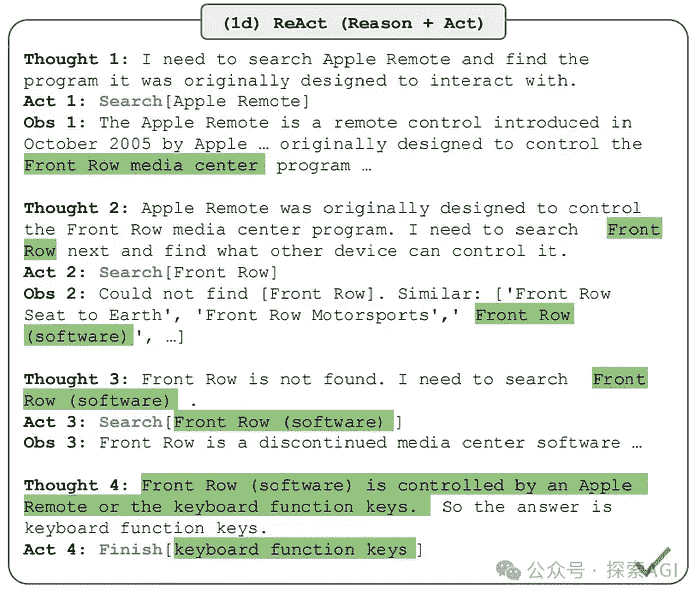 (1d) ReAct (Reason + Act)
Thought 1: I need to search Apple Remote and find the
program it was originally designed to interact with.
Act 1: Search[Apple Remote]
Obs 1: The Apple Remote is a remote control introduced in
October 2005 by Apple … originally designed to control the
Front Row media center program …
Thought 2: Apple Remote was originally designed to control
the Front Row media center program. I need to search Front
Row next and find what other device can control it.
Act 2: Search[Front Row]
Obs 2: Could not find [Front Row]. Similar: ['Front Row
Seat to Earth', 'Front Row Motorsports',' Front Row
(software)', …]
Thought 3: Front Row is not found. I need to search Front
Row (software) .
Act 3: Search[Front Row (software) ]
Obs 3: Front Row is a discontinued media center software …
Thought 4: Front Row (software) is controlled by an Apple
Remote or the keyboard function keys. So the answer is
keyboard function keys.
Act 4: Finish[keyboard function keys ]
公众号 · 探索AGI